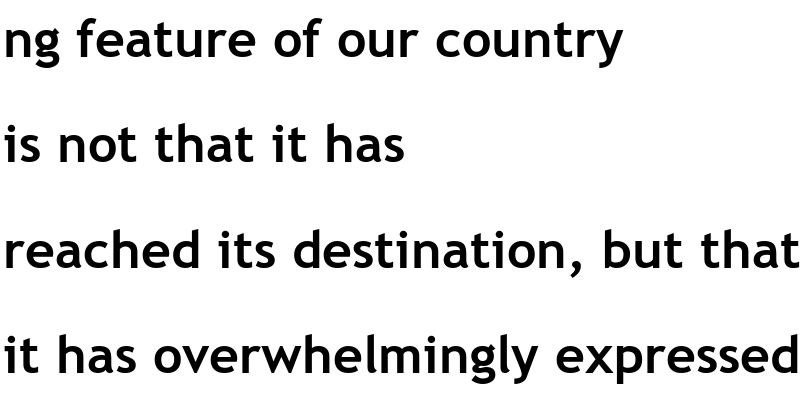 ng feature of our country
is not that it has
reached its destination, but that
it has overwhelmingly expressed